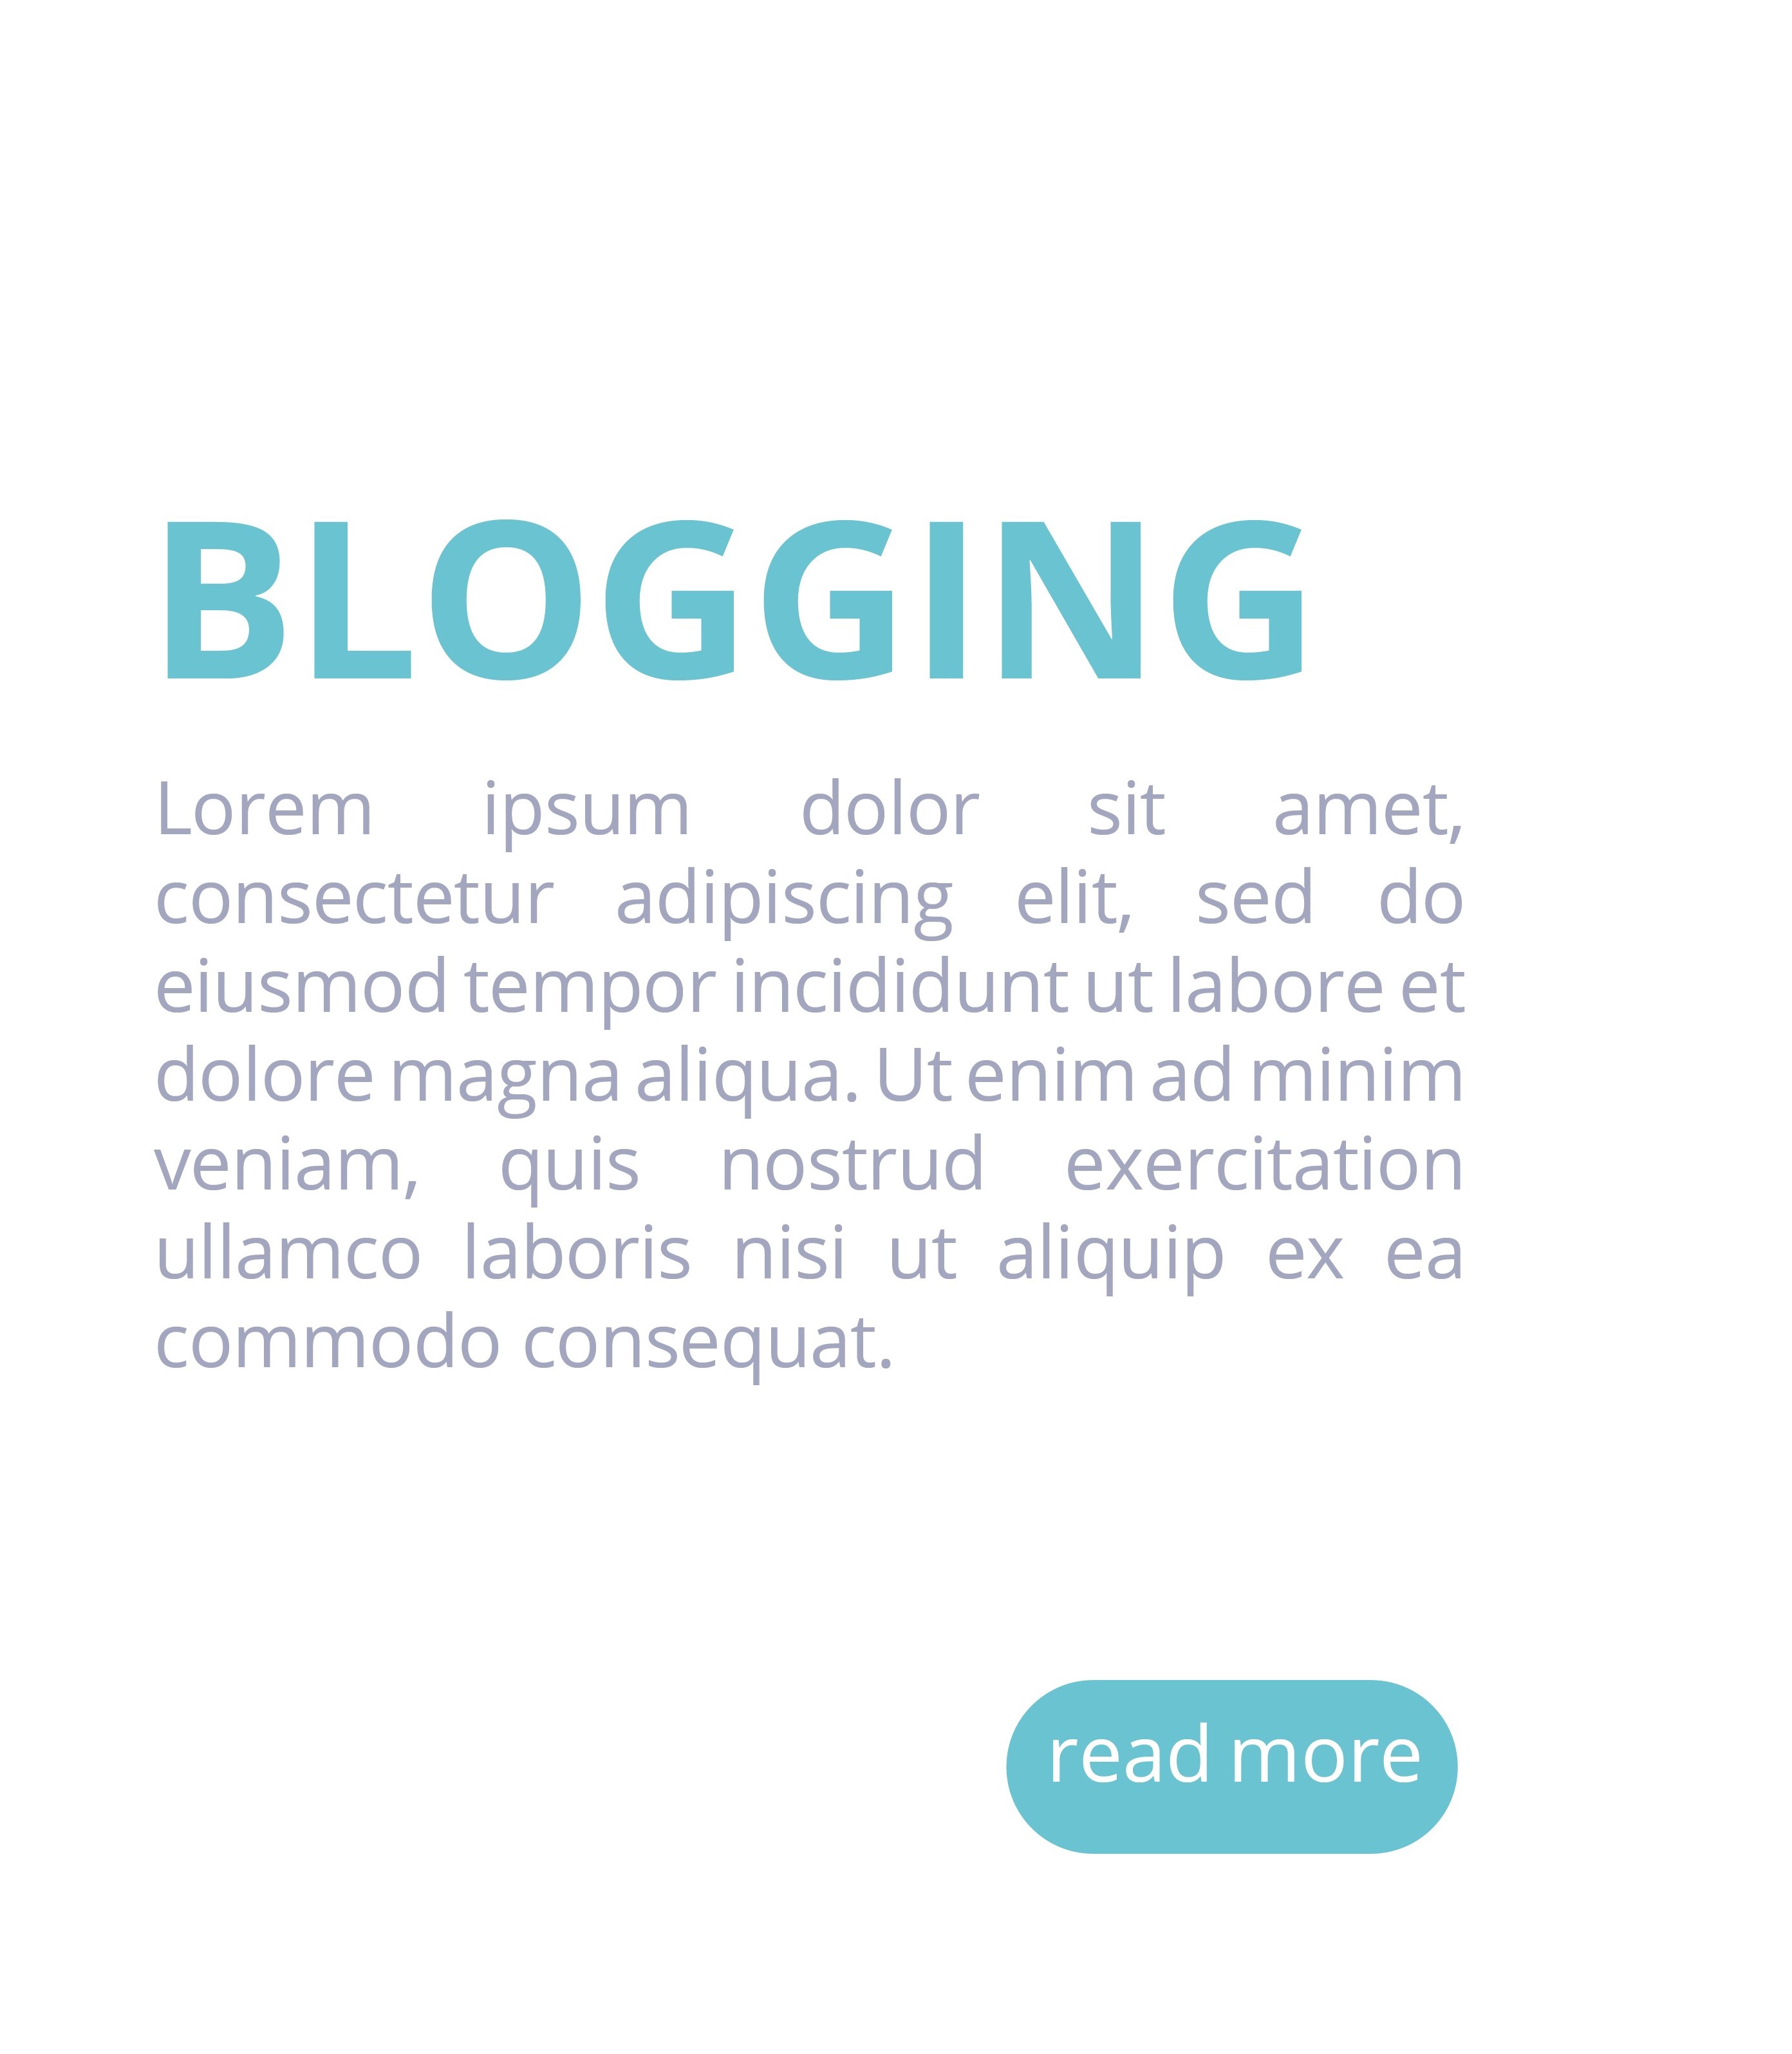 BLOGGING
Lorem ipsum dolor sit amet,
consectetur adipiscing elit, sed do
eiusmod tempor incididunt ut labore et
dolore magna aliqua. Ut enim ad minim
veniam, quis nostrud exercitation
ullamco laboris nisi ut aliquip ex ea
commodo consequat.
read more